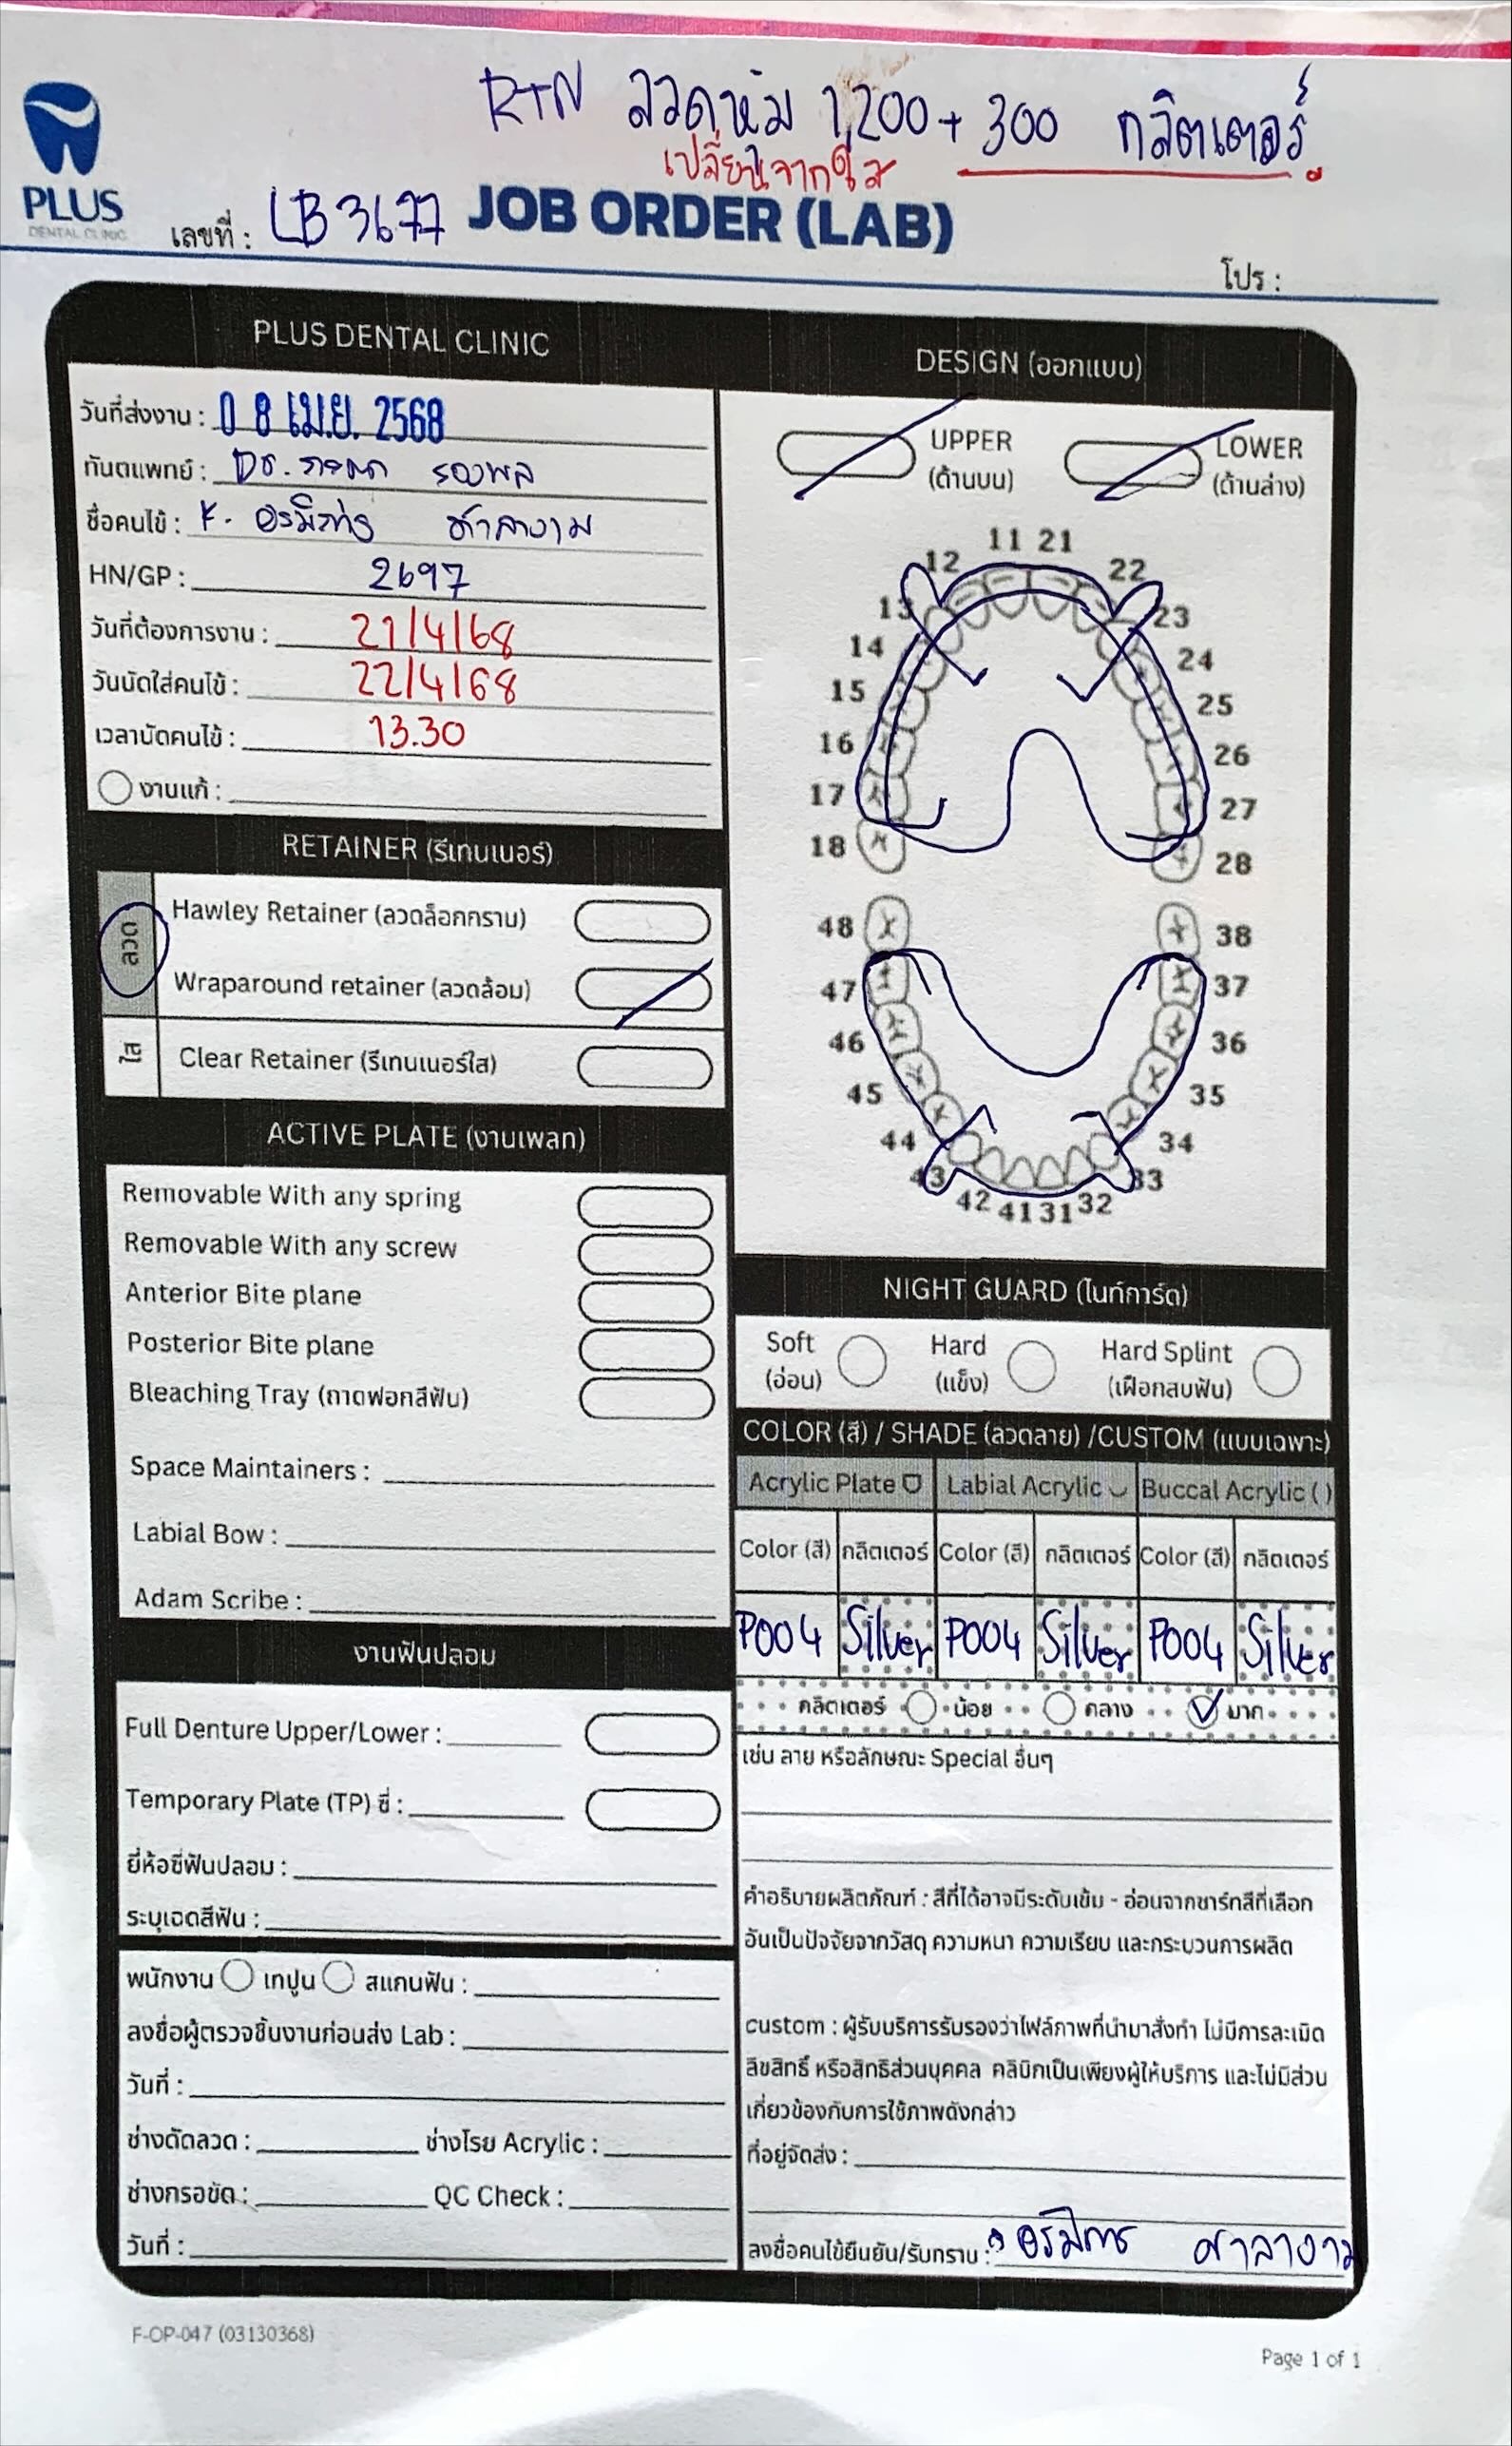 RTN ลวดหุ้ม 1,200 + 300 กลิตเตอร์
เปลี่ยนจากใส
PLUS
DENTAL CLINIC
เลขที่ : LB3677 JOB ORDER (LAB)
โปร :
PLUS DENTAL CLINIC
วันที่ส่งงาน : 08 เม.ย. 2568
ทันตแพทย์ :
ชื่อคนไข้ : K.
HN/GP : 2697
วันที่ต้องการงาน : 21/4/68
วันนัดใส่คนไข้ : 22/4/68
เวลานัดคนไข้ : 13.30
งานแก้ :
RETAINER (รีเทนเนอร์)
ลวด
Hawley Retainer (ลวดล็อกกราม)
Wraparound retainer (ลวดล้อม)
ใส
Clear Retainer (รีเทนเนอร์ใส)
ACTIVE PLATE (งานเพลท)
Removable With any spring
Removable With any screw
Anterior Bite plane
Posterior Bite plane
Bleaching Tray (ถาดฟอกสีฟัน)
Space Maintainers :
Labial Bow :
Adam Scribe :
งานฟันปลอม
Full Denture Upper/Lower :
Temporary Plate (TP) ซี่ :
ยี่ห้อซี่ฟันปลอม :
ระบุเฉดสีฟัน :
พนักงาน เทปูน สแกนฟัน :
ลงชื่อผู้ตรวจชิ้นงานก่อนส่ง Lab :
วันที่ :
ช่างดัดลวด : ช่างโรย Acrylic :
ช่างกรอขัด : QC Check :
วันที่ :
DESIGN (ออกแบบ)
UPPER LOWER
(ด้านบน) (ด้านล่าง)
11 21
12 22
13 23
14 24
15 25
16 26
17 27
18 28
48 38
47 37
46 36
45 35
44 34
43 33
42 41 31 32
NIGHT GUARD (ไนท์การ์ด)
Soft Hard Hard Splint
(อ่อน) (แข็ง) (เฝือกสบฟัน)
COLOR (สี) / SHADE (ลวดลาย) /CUSTOM (แบบเฉพาะ)
Acrylic Plate Labial Acrylic Buccal Acrylic ( )
Color (สี) กลิตเตอร์ Color (สี) กลิตเตอร์ Color (สี) กลิตเตอร์
P004 Silver P004 Silver P004 Silver
กลิตเตอร์ น้อย กลาง มาก
เช่น ลาย หรือลักษณะ Special อื่นๆ
คำอธิบายผลิตภัณฑ์ : สีที่ได้อาจมีระดับเข้ม - อ่อนจากชาร์ทสีที่เลือก
อันเป็นปัจจัยจากวัสดุ ความหนา ความเรียบ และกระบวนการผลิต
custom : ผู้รับบริการรับรองว่าไฟล์ภาพที่นำมาสั่งทำ ไม่มีการละเมิด
ลิขสิทธิ์ หรือสิทธิส่วนบุคคล คลินิกเป็นเพียงผู้ให้บริการ และไม่มีส่วน
เกี่ยวข้องกับการใช้ภาพดังกล่าว
ที่อยู่จัดส่ง :
ลงชื่อคนไข้ยืนยัน/รับทราบ :
F-OP-047 (03130368)
Page 1 of 1